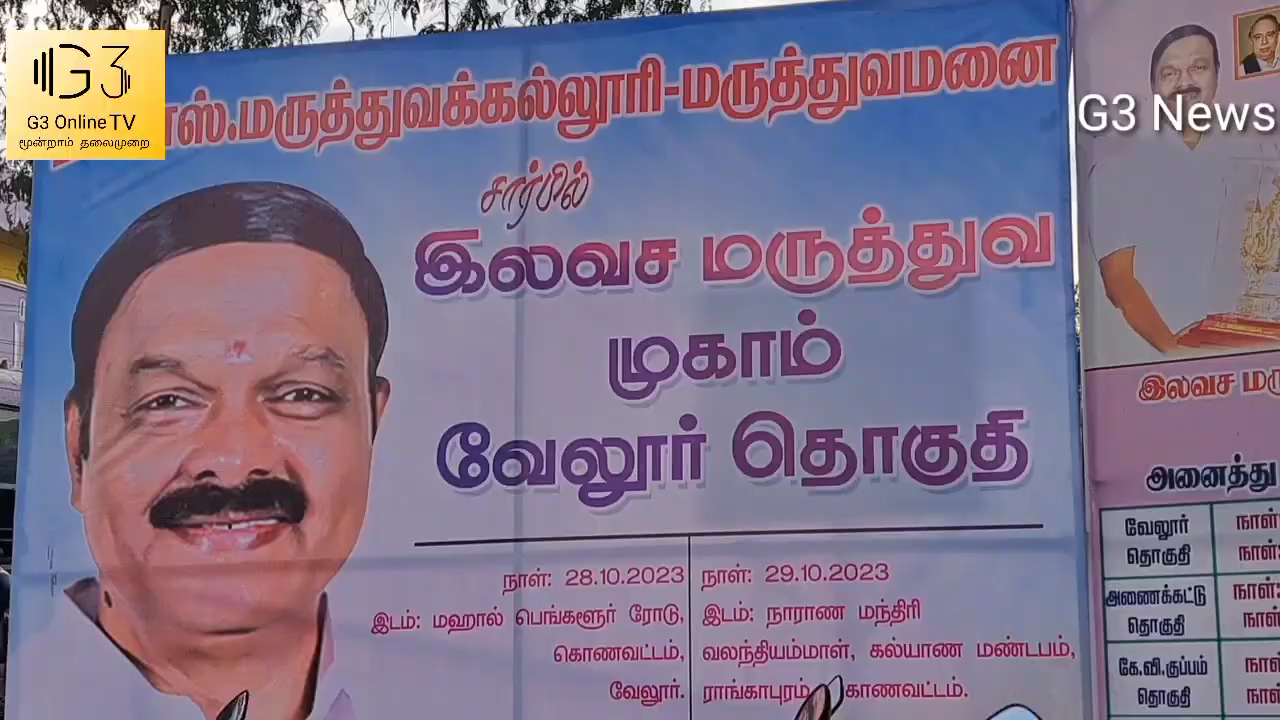 G3
G3 Online TV
மூன்றாம் தலைமுறை
G3 News
மருத்துவக்கல்லூரி-மருத்துவமனை
சார்பில்
இலவச மருத்துவ
முகாம்
வேலூர் தொகுதி
நாள்: 28.10.2023
இடம்: மஹால் பெங்களூர் ரோடு,
கொணவட்டம்,
வேலூர்.
நாள்: 29.10.2023
இடம்: நாராண மந்திரி
வலந்தியம்மாள், கல்யாண மண்டபம்,
ராங்காபுரம்,
இலவச
அனைத்து
வேலூர்
தொகுதி
நாள்:
நாள்:
அணைக்கட்டு
தொகுதி
நாள்:
கே.வி.குப்பம்
தொகுதி